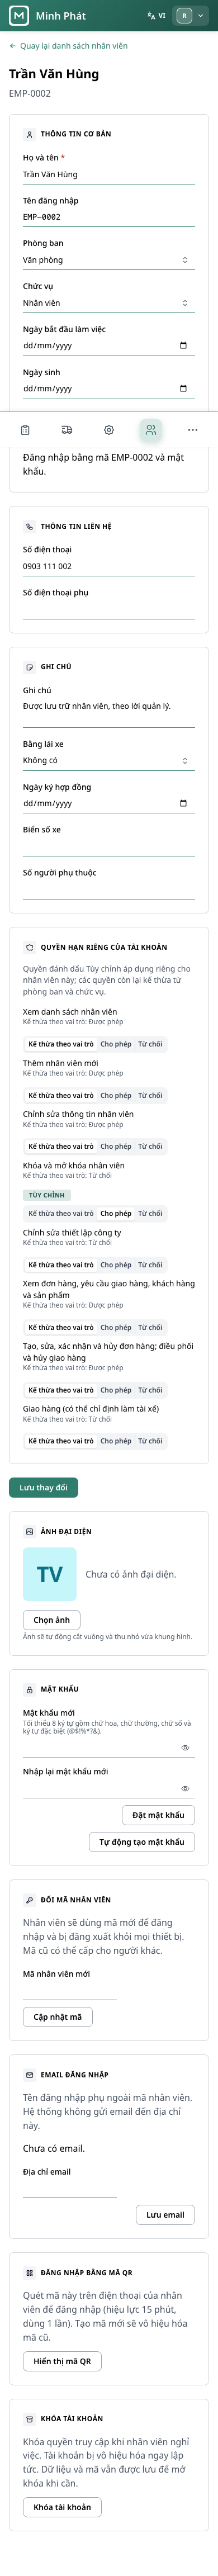 Minh Phát
VI
R
Quay lại danh sách nhân viên
Trần Văn Hùng
EMP-0002
THÔNG TIN CƠ BẢN
Họ và tên *
Trần Văn Hùng
Tên đăng nhập
EMP-0002
Phòng ban
Văn phòng
Chức vụ
Nhân viên
Ngày bắt đầu làm việc
dd/mm/yyyy
Ngày sinh
dd/mm/yyyy
Đăng nhập bằng mã EMP-0002 và mật
khẩu.
THÔNG TIN LIÊN HỆ
Số điện thoại
0903 111 002
Số điện thoại phụ
GHI CHÚ
Ghi chú
Được lưu trữ nhân viên, theo lời quản lý.
Bằng lái xe
Không có
Ngày ký hợp đồng
dd/mm/yyyy
Biển số xe
Số người phụ thuộc
QUYỀN HẠN RIÊNG CỦA TÀI KHOẢN
Quyền đánh dấu Tùy chỉnh áp dụng riêng cho
nhân viên này; các quyền còn lại kế thừa từ
phòng ban và chức vụ.
Xem danh sách nhân viên
Kế thừa theo vai trò: Được phép
Kế thừa theo vai trò Cho phép Từ chối
Thêm nhân viên mới
Kế thừa theo vai trò: Được phép
Kế thừa theo vai trò Cho phép Từ chối
Chỉnh sửa thông tin nhân viên
Kế thừa theo vai trò: Được phép
Kế thừa theo vai trò Cho phép Từ chối
Khóa và mở khóa nhân viên
Kế thừa theo vai trò: Từ chối
TÙY CHỈNH
Kế thừa theo vai trò Cho phép Từ chối
Chỉnh sửa thiết lập công ty
Kế thừa theo vai trò: Từ chối
Kế thừa theo vai trò Cho phép Từ chối
Xem đơn hàng, yêu cầu giao hàng, khách hàng
và sản phẩm
Kế thừa theo vai trò: Được phép
Kế thừa theo vai trò Cho phép Từ chối
Tạo, sửa, xác nhận và hủy đơn hàng; điều phối
và hủy giao hàng
Kế thừa theo vai trò: Được phép
Kế thừa theo vai trò Cho phép Từ chối
Giao hàng (có thể chỉ định làm tài xế)
Kế thừa theo vai trò: Từ chối
Kế thừa theo vai trò Cho phép Từ chối
Lưu thay đổi
ẢNH ĐẠI DIỆN
TV
Chưa có ảnh đại diện.
Chọn ảnh
Ảnh sẽ tự động cắt vuông và thu nhỏ vừa khung hình.
MẬT KHẨU
Mật khẩu mới
Tối thiểu 8 ký tự gồm chữ hoa, chữ thường, chữ số và
ký tự đặc biệt (@$!%*?&).
Nhập lại mật khẩu mới
Đặt mật khẩu
Tự động tạo mật khẩu
ĐỔI MÃ NHÂN VIÊN
Nhân viên sẽ dùng mã mới để đăng
nhập và bị đăng xuất khỏi mọi thiết bị.
Mã cũ có thể cấp cho người khác.
Mã nhân viên mới
Cập nhật mã
EMAIL ĐĂNG NHẬP
Tên đăng nhập phụ ngoài mã nhân viên.
Hệ thống không gửi email đến địa chỉ
này.
Chưa có email.
Địa chỉ email
Lưu email
ĐĂNG NHẬP BẰNG MÃ QR
Quét mã này trên điện thoại của nhân
viên để đăng nhập (hiệu lực 15 phút,
dùng 1 lần). Tạo mã mới sẽ vô hiệu hóa
mã cũ.
Hiển thị mã QR
KHÓA TÀI KHOẢN
Khóa quyền truy cập khi nhân viên nghỉ
việc. Tài khoản bị vô hiệu hóa ngay lập
tức. Dữ liệu và mã vẫn được lưu để mở
khóa khi cần.
Khóa tài khoản